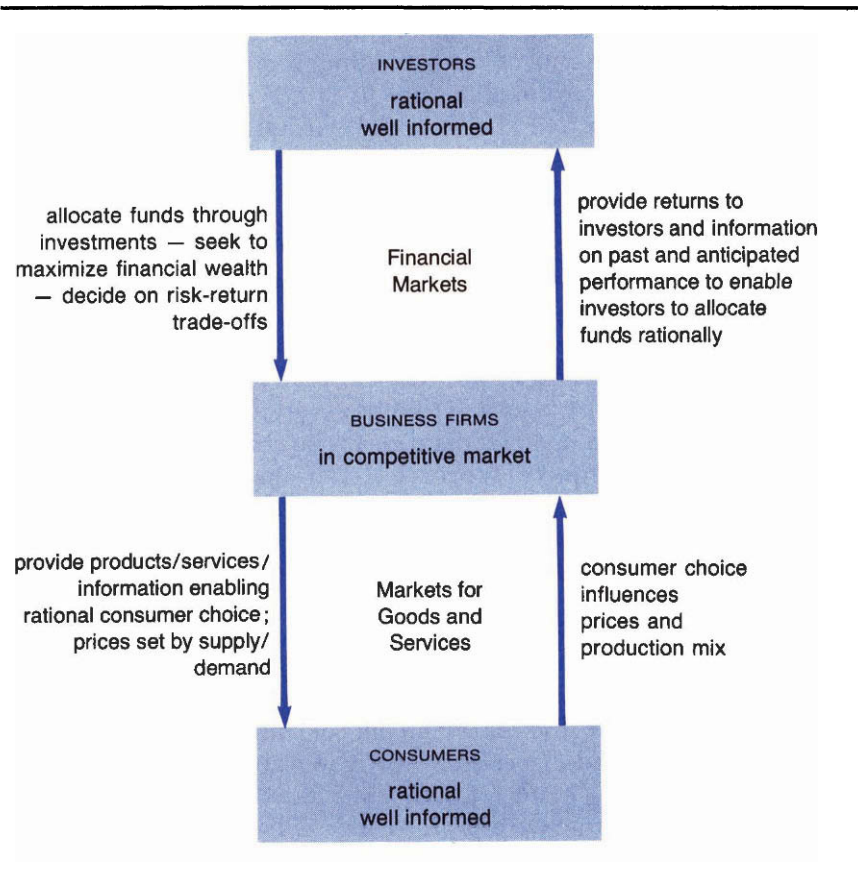 INVESTORS
rational
well informed
allocate funds through
investments — seek to
maximize financial wealth
— decide on risk-return
trade-offs
Financial
Markets
provide returns to
investors and information
on past and anticipated
performance to enable
investors to allocate
funds rationally
BUSINESS FIRMS
in competitive market
provide products/services/
information enabling
rational consumer choice;
prices set by supply/
demand
Markets for
Goods and
Services
consumer choice
influences
prices and
production mix
CONSUMERS
rational
well informed